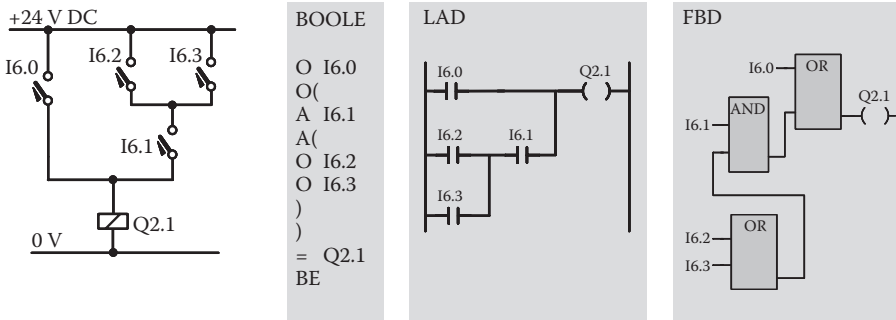 +24 V DC
I6.0
I6.2
I6.3
I6.1
Q2.1
0 V
BOOLE
O I6.0
O(
A I6.1
A(
O I6.2
O I6.3
)
)
= Q2.1
BE
LAD
I6.0
Q2.1
I6.2
I6.1
I6.3
FBD
I6.0
OR
Q2.1
AND
I6.1
OR
I6.2
I6.3